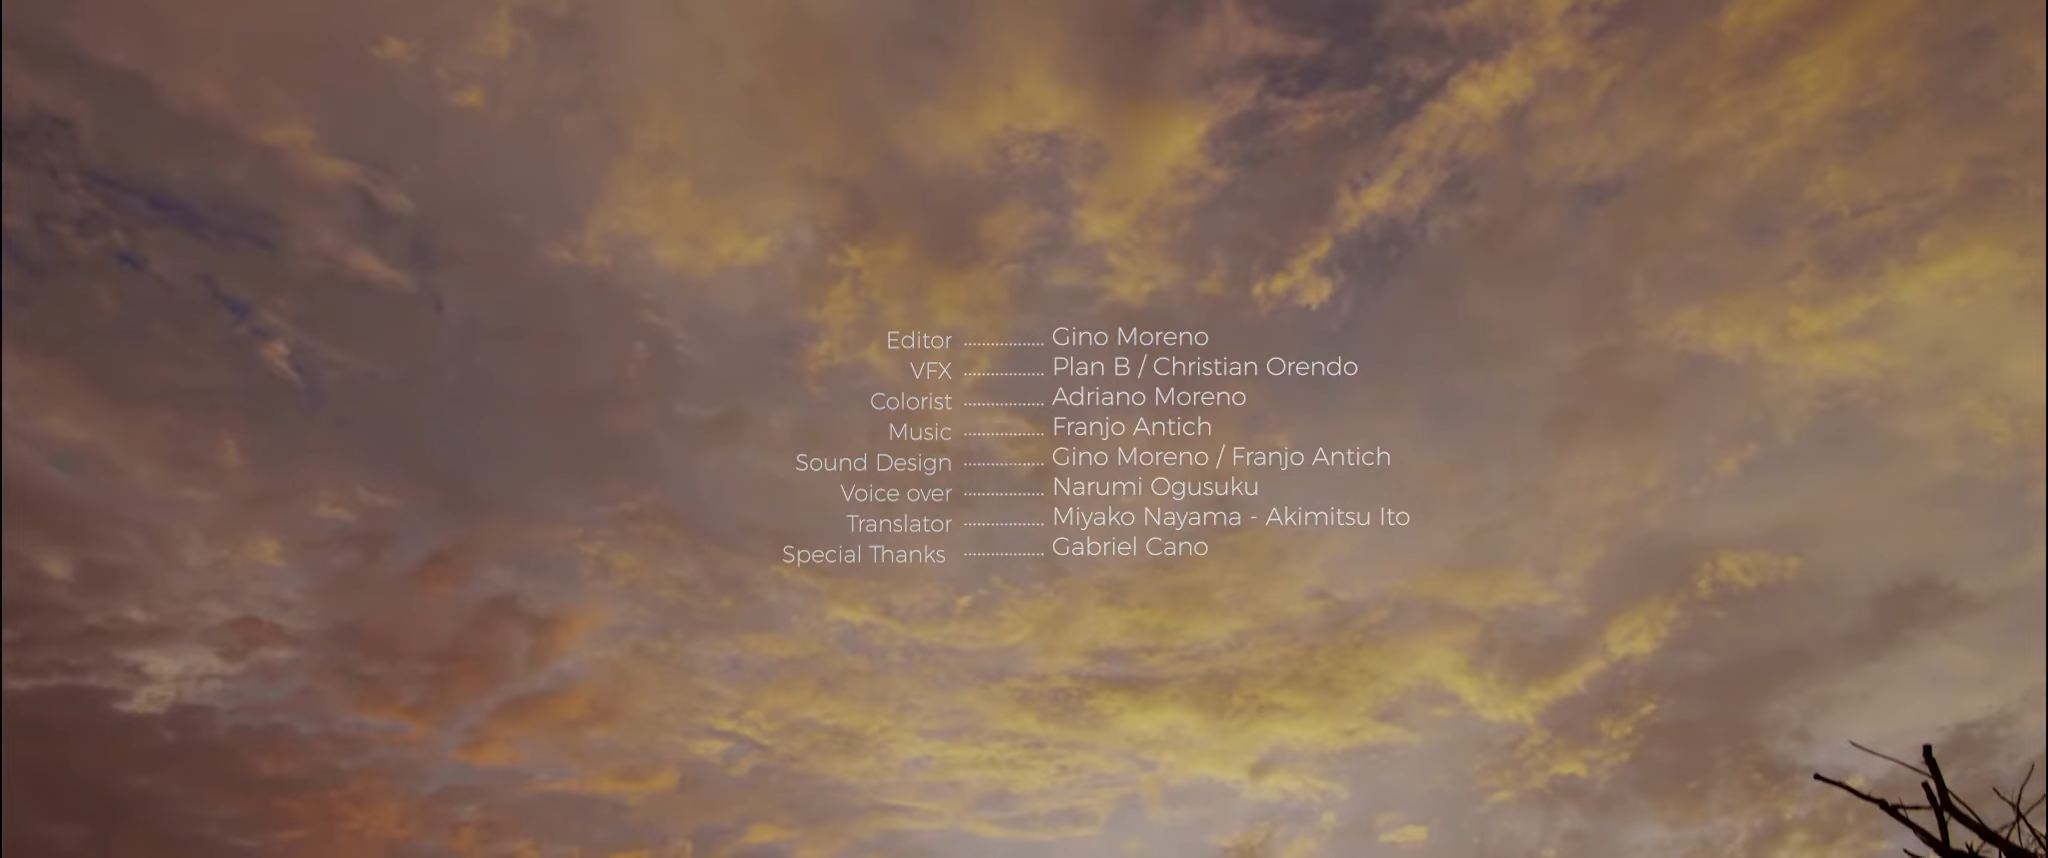 Editor .................. Gino Moreno
VFX .................. Plan B / Christian Orendo
Colorist .................. Adriano Moreno
Music .................. Franjo Antich
Sound Design .................. Gino Moreno / Franjo Antich
Voice over .................. Narumi Ogusuku
Translator .................. Miyako Nayama - Akimitsu Ito
Special Thanks .................. Gabriel Cano